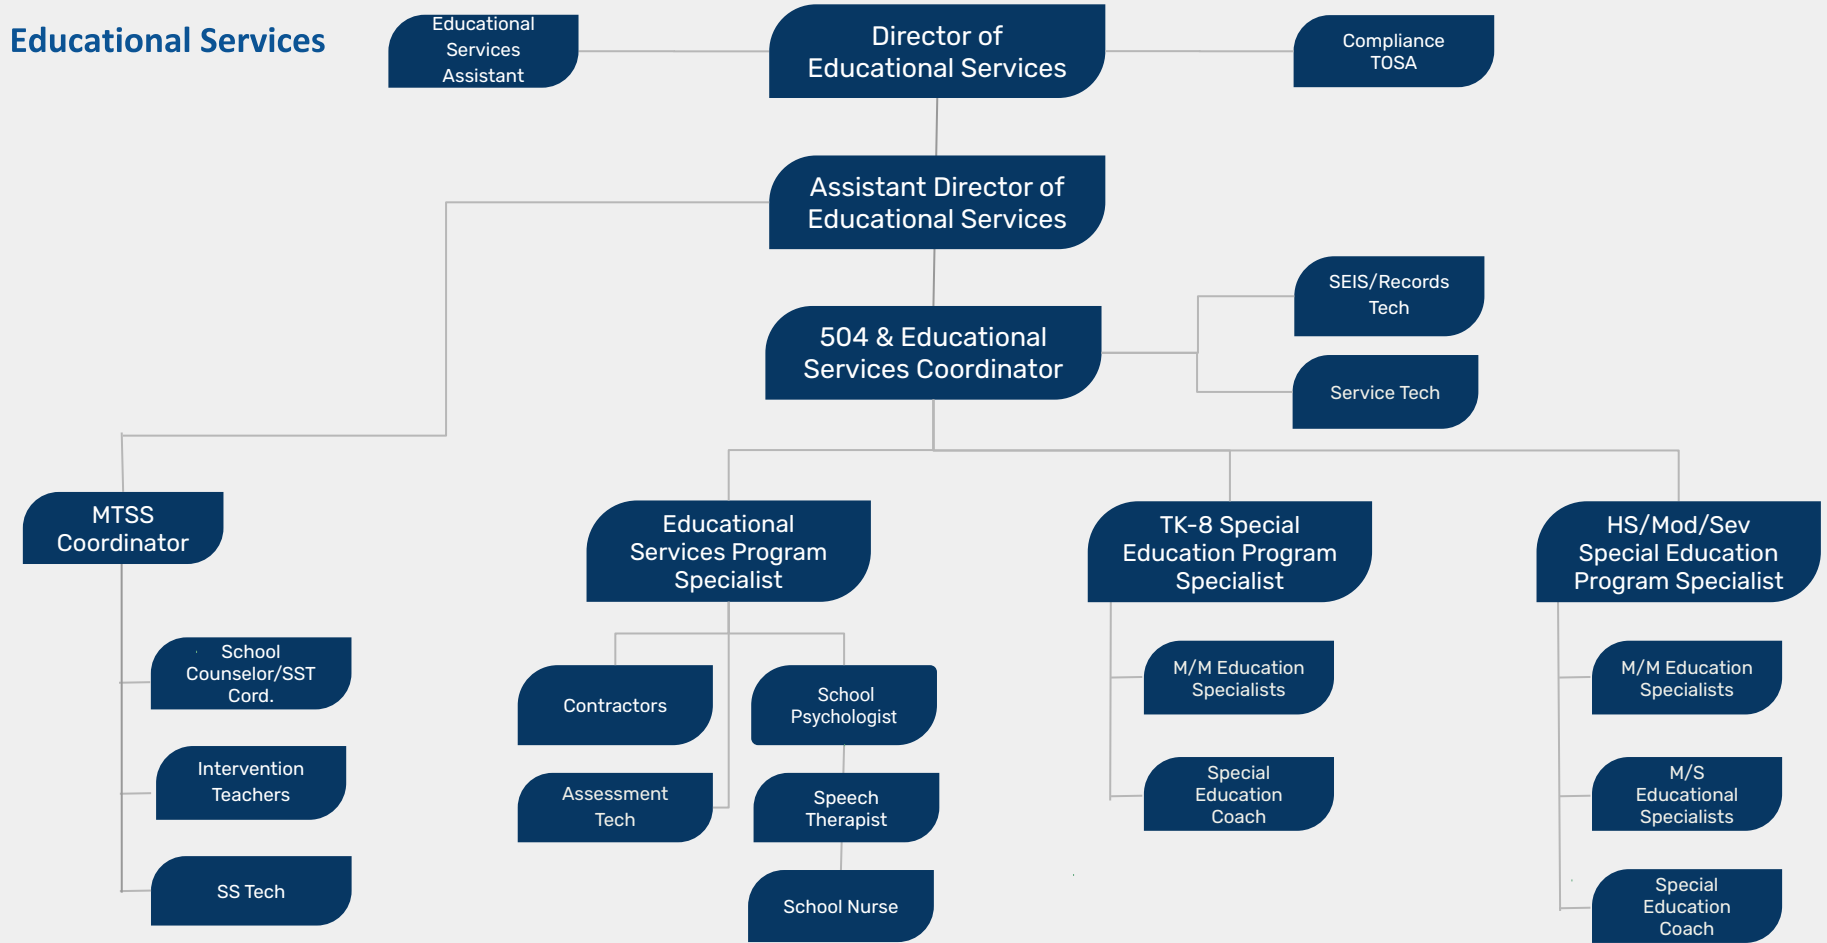 Educational Services
Educational
Services
Assistant
Director of
Educational Services
Compliance
TOSA
Assistant Director of
Educational Services
504 & Educational
Services Coordinator
SEIS/Records
Tech
Service Tech
MTSS
Coordinator
Educational
Services Program
Specialist
TK-8 Special
Education Program
Specialist
HS/Mod/Sev
Special Education
Program Specialist
School
Counselor/SST
Cord.
Intervention
Teachers
SS Tech
Contractors
Assessment
Tech
School
Psychologist
Speech
Therapist
School Nurse
M/M Education
Specialists
Special
Education
Coach
M/M Education
Specialists
M/S
Educational
Specialists
Special
Education
Coach